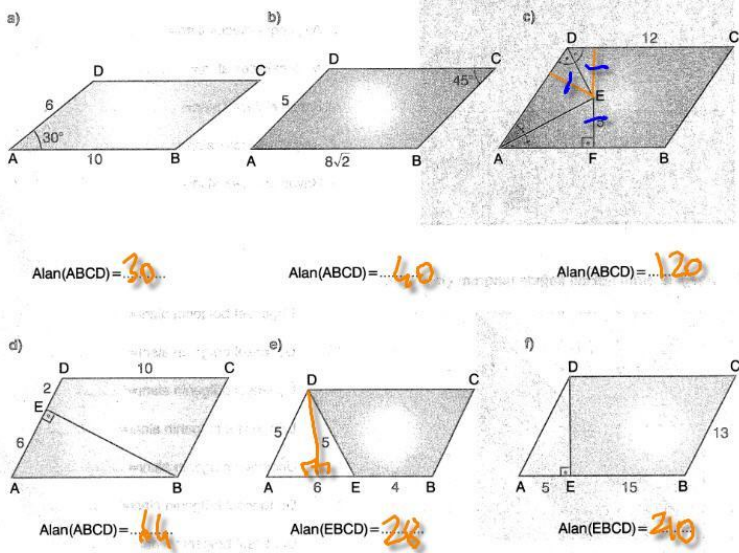 a) b) c)
D C D C D 12 C
6 5 45° E
30° 5
A 10 B A 8√2 B A F B
Alan(ABCD)=30 Alan(ABCD)=40 Alan(ABCD)=120
d) e) f)
D 10 C D C D C
2
E 5 5 13
6
A B A 6 E 4 B A 5 E 15 B
Alan(ABCD)= Alan(EBCD)=28 Alan(EBCD)=210